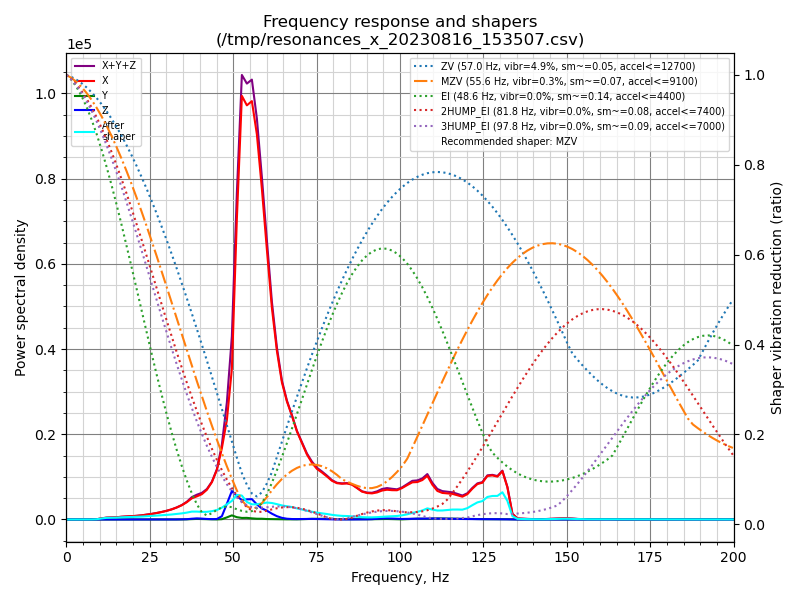 Frequency response and shapers
(/tmp/resonances_x_20230816_153507.csv)
1e5
X+Y+Z
X
Y
Z
After
shaper
ZV (57.0 Hz, vibr=4.9%, sm~=0.05, accel<=12700)
MZV (55.6 Hz, vibr=0.3%, sm~=0.07, accel<=9100)
EI (48.6 Hz, vibr=0.0%, sm~=0.14, accel<=4400)
2HUMP_EI (81.8 Hz, vibr=0.0%, sm~=0.08, accel<=7400)
3HUMP_EI (97.8 Hz, vibr=0.0%, sm~=0.09, accel<=7000)
Recommended shaper: MZV
Power spectral density
1.0
0.8
0.6
0.4
0.2
0.0
1.0
0.8
0.6
0.4
0.2
0.0
Shaper vibration reduction (ratio)
0 25 50 75 100 125 150 175 200
Frequency, Hz